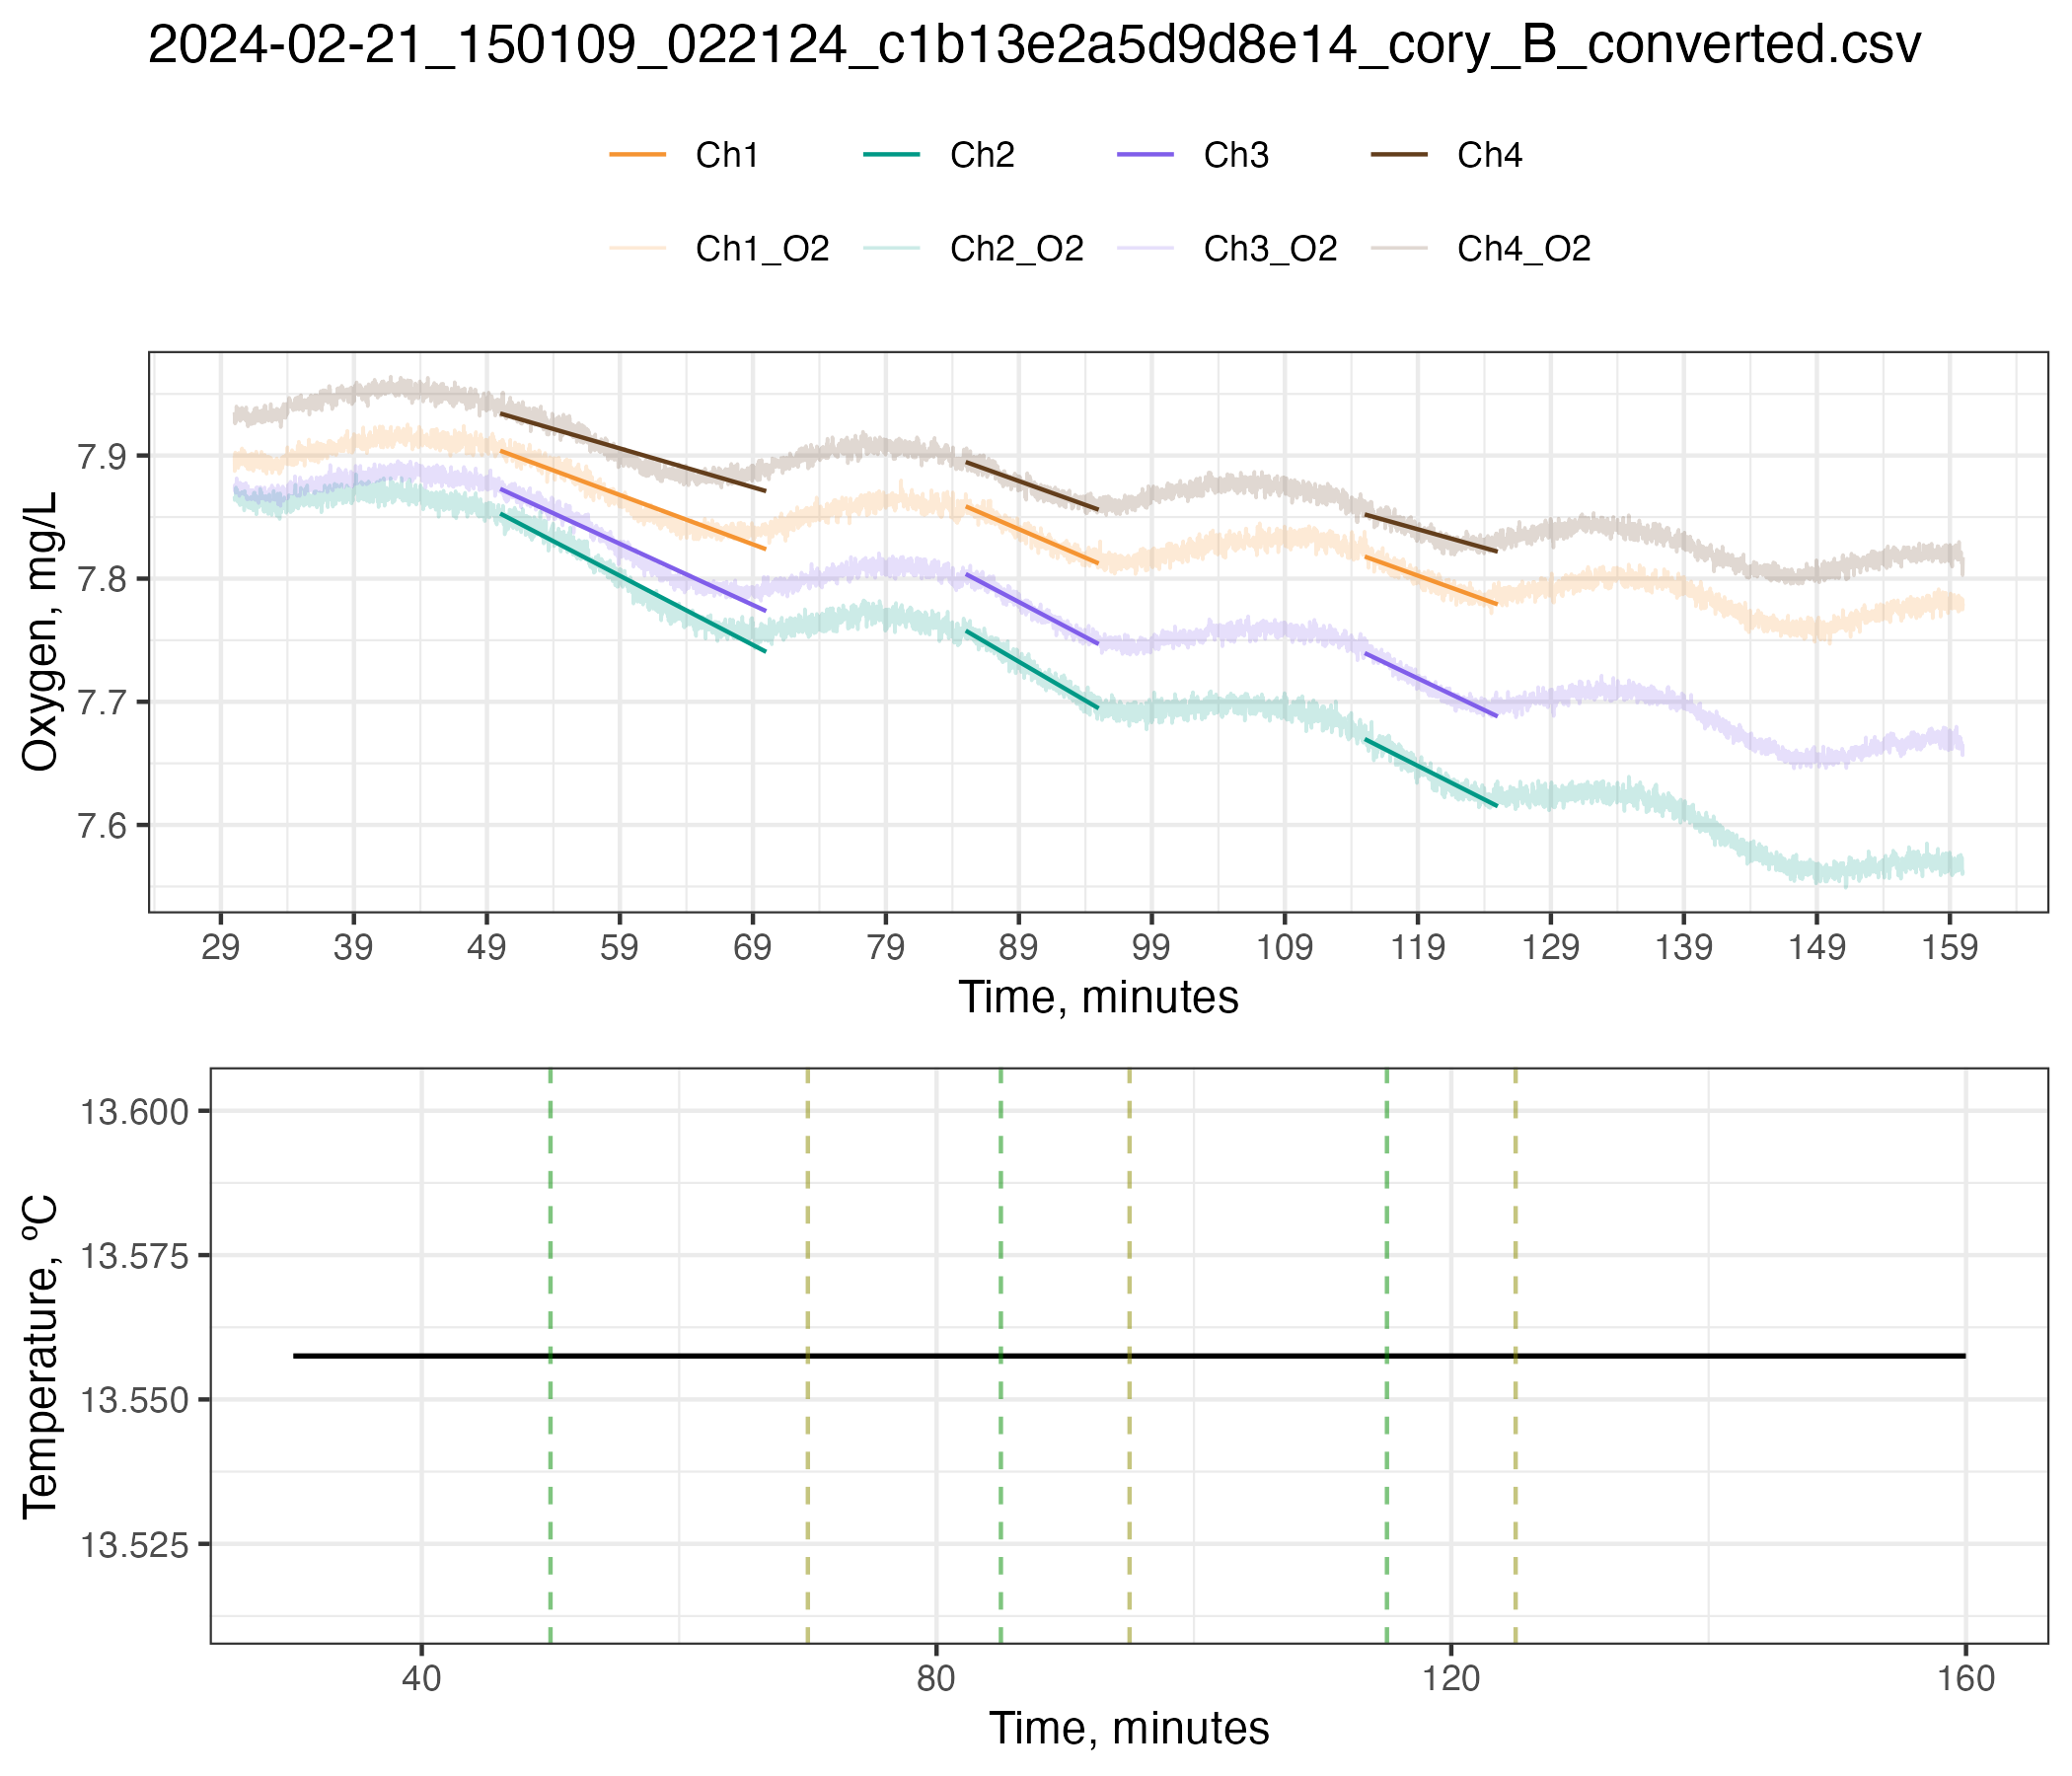 2024-02-21_150109_022124_c1b13e2a5d9d8e14_cory_B_converted.csv
Ch1 Ch2 Ch3 Ch4
Ch1_O2 Ch2_O2 Ch3_O2 Ch4_O2
Oxygen, mg/L
7.9
7.8
7.7
7.6
29 39 49 59 69 79 89 99 109 119 129 139 149 159
Time, minutes
Temperature, ºC
13.600
13.575
13.550
13.525
40 80 120 160
Time, minutes